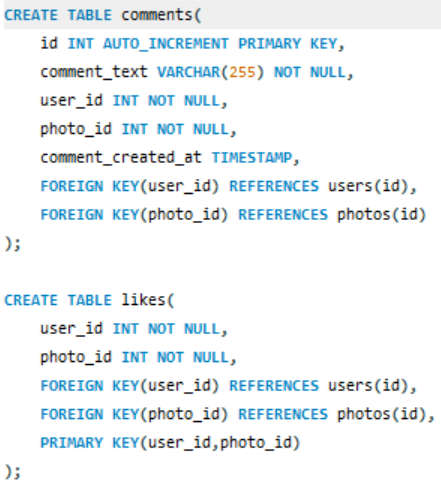 CREATE TABLE comments(
    id INT AUTO_INCREMENT PRIMARY KEY,
    comment_text VARCHAR(255) NOT NULL,
    user_id INT NOT NULL,
    photo_id INT NOT NULL,
    comment_created_at TIMESTAMP,
    FOREIGN KEY(user_id) REFERENCES users(id),
    FOREIGN KEY(photo_id) REFERENCES photos(id)
);

CREATE TABLE likes(
    user_id INT NOT NULL,
    photo_id INT NOT NULL,
    FOREIGN KEY(user_id) REFERENCES users(id),
    FOREIGN KEY(photo_id) REFERENCES photos(id),
    PRIMARY KEY(user_id,photo_id)
);